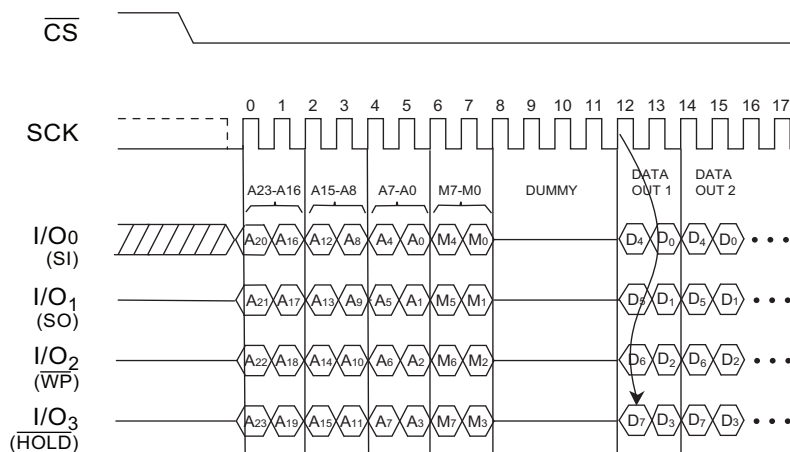 CS
0 1 2 3 4 5 6 7 8 9 10 11 12 13 14 15 16 17
SCK
A23-A16 A15-A8 A7-A0 M7-M0 DUMMY DATA OUT 1 DATA OUT 2
I/O0 A20 A16 A12 A8 A4 A0 M4 M0 D4 D0 D4 D0 • • •
(SI)
I/O1 A21 A17 A13 A9 A5 A1 M5 M1 D5 D1 D5 D1 • • •
(SO)
I/O2 A22 A18 A14 A10 A6 A2 M6 M2 D6 D2 D6 D2 • • •
(WP)
I/O3 A23 A19 A15 A11 A7 A3 M7 M3 D7 D3 D7 D3 • • •
(HOLD)